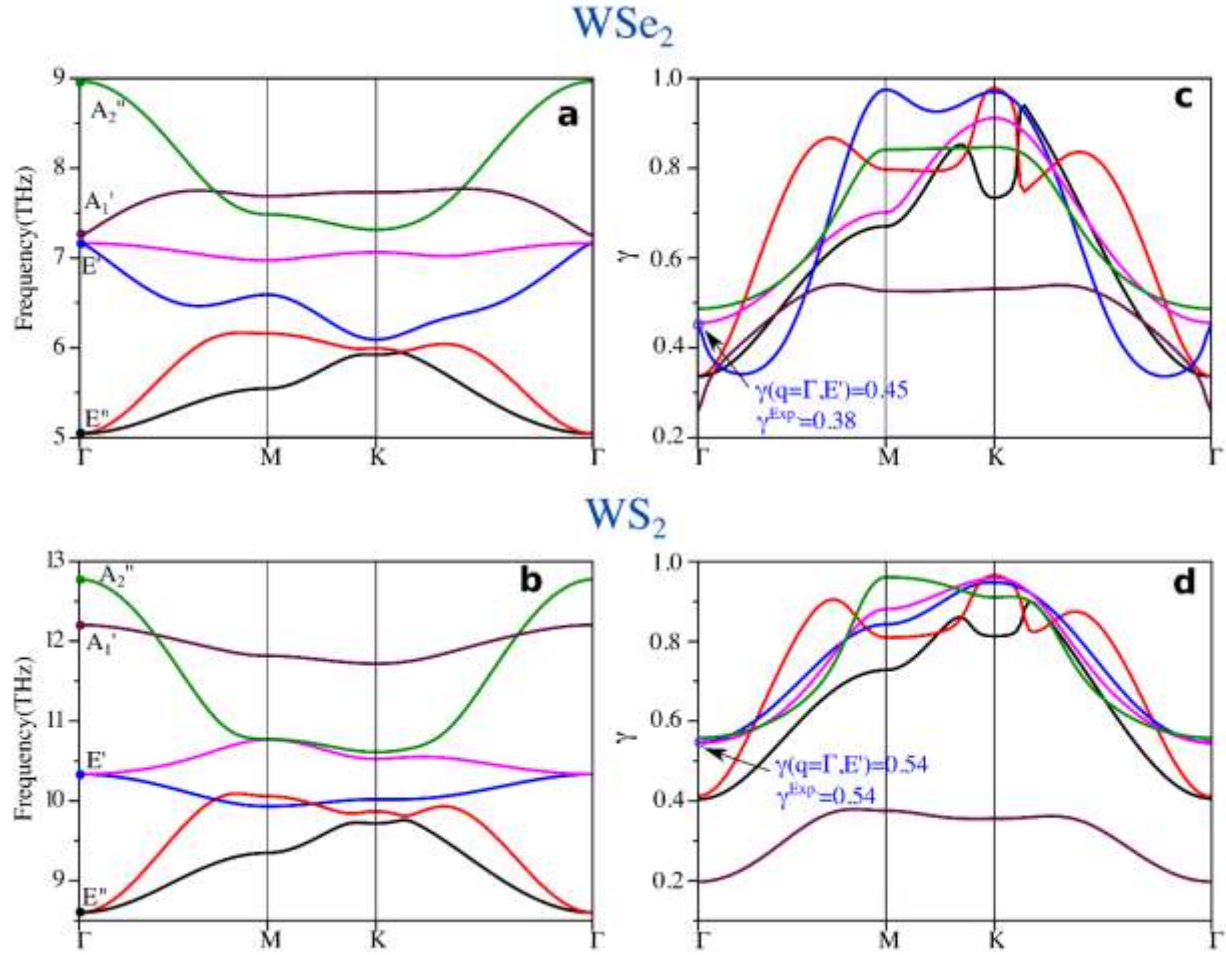 WSe₂
a
9
8
7
6
5
Frequency(THz)
A₂''
A₁'
E'
E''
Γ
M
K
Γ
c
1.0
0.8
0.6
0.4
0.2
γ
γ(q=Γ,E')=0.45
γᴱˣᵖ·=0.38
Γ
M
K
Γ
WS₂
b
13
12
11
10
9
Frequency(THz)
A₂''
A₁'
E'
E''
Γ
M
K
Γ
d
1.0
0.8
0.6
0.4
0.2
γ
γ(q=Γ,E')=0.54
γᴱˣᵖ·=0.54
Γ
M
K
Γ